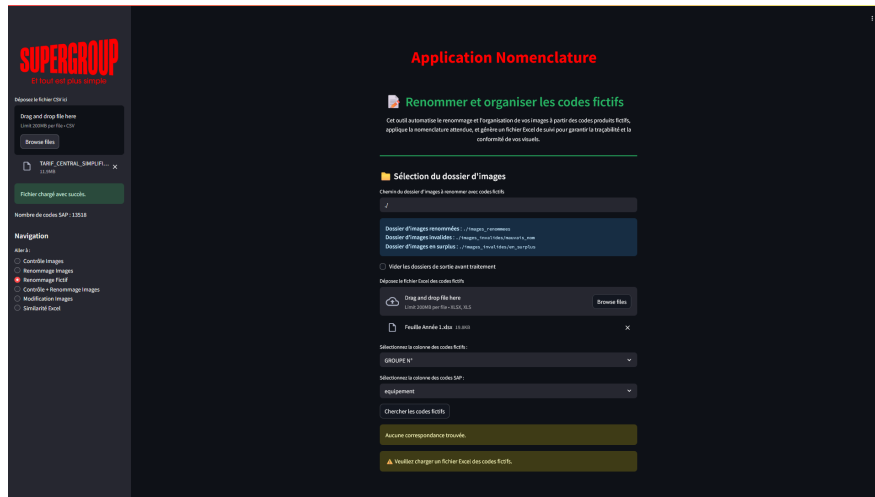 SUPERGROUP
Et tout est plus simple.
Déposez le fichier CSV ici
Drag and drop file here
Limit 200MB per file • CSV
Browse files
TARIF_CENTRAL_SIMPLIFI...
Fichier chargé avec succès.
Nombre de codes SAP : 13518
Navigation
Aller à :
Contrôle Images
Renommage Images
Renommage Fictif
Contrôle + Renommage Images
Modification Images
Similarité Excel
Application Nomenclature
Renommer et organiser les codes fictifs
Cet outil automatise le renommage et l'organisation de vos images à partir des codes produits fictifs,
applique la nomenclature attendue, et génère un fichier Excel de suivi pour garantir la traçabilité et la
conformité de vos visuels.
Sélection du dossier d'images
Chemin du dossier d'images à renommer avec codes fictifs
./
Dossier d'images renommées : ./images_renommees
Dossier d'images invalides : ./images_invalides/mauvais_nom
Dossier d'images en surplus : ./images_invalides/en_surplus
Vider les dossiers de sortie avant traitement
Déposez le fichier Excel des codes fictifs
Drag and drop file here
Limit 200MB per file • XLSX, XLS
Browse files
Feuille Année 1.xlsx 19.8KB
Sélectionnez la colonne des codes fictifs :
GROUPE N°
Sélectionnez la colonne des codes SAP :
equipement
Chercher les codes fictifs
Aucune correspondance trouvée.
Veuillez charger un fichier Excel des codes fictifs.